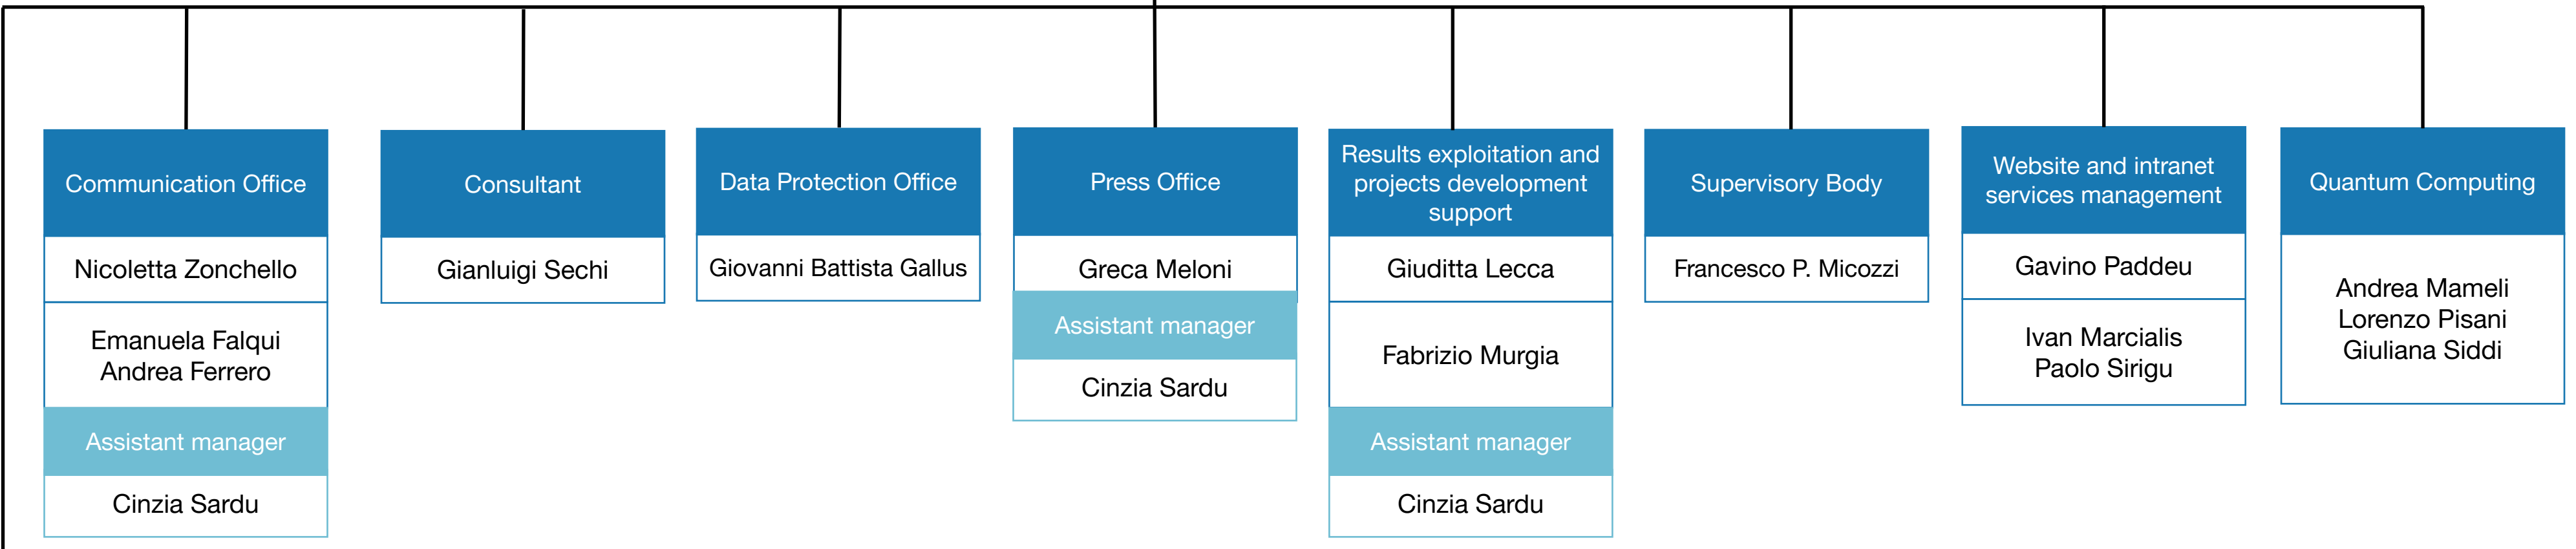 Communication Office
Nicoletta Zonchello
Emanuela Falqui
Andrea Ferrero
Assistant manager
Cinzia Sardu
Consultant
Gianluigi Sechi
Data Protection Office
Giovanni Battista Gallus
Press Office
Greca Meloni
Assistant manager
Cinzia Sardu
Results exploitation and
projects development
support
Giuditta Lecca
Fabrizio Murgia
Assistant manager
Cinzia Sardu
Supervisory Body
Francesco P. Micozzi
Website and intranet
services management
Gavino Paddeu
Ivan Marcialis
Paolo Sirigu
Quantum Computing
Andrea Mameli
Lorenzo Pisani
Giuliana Siddi